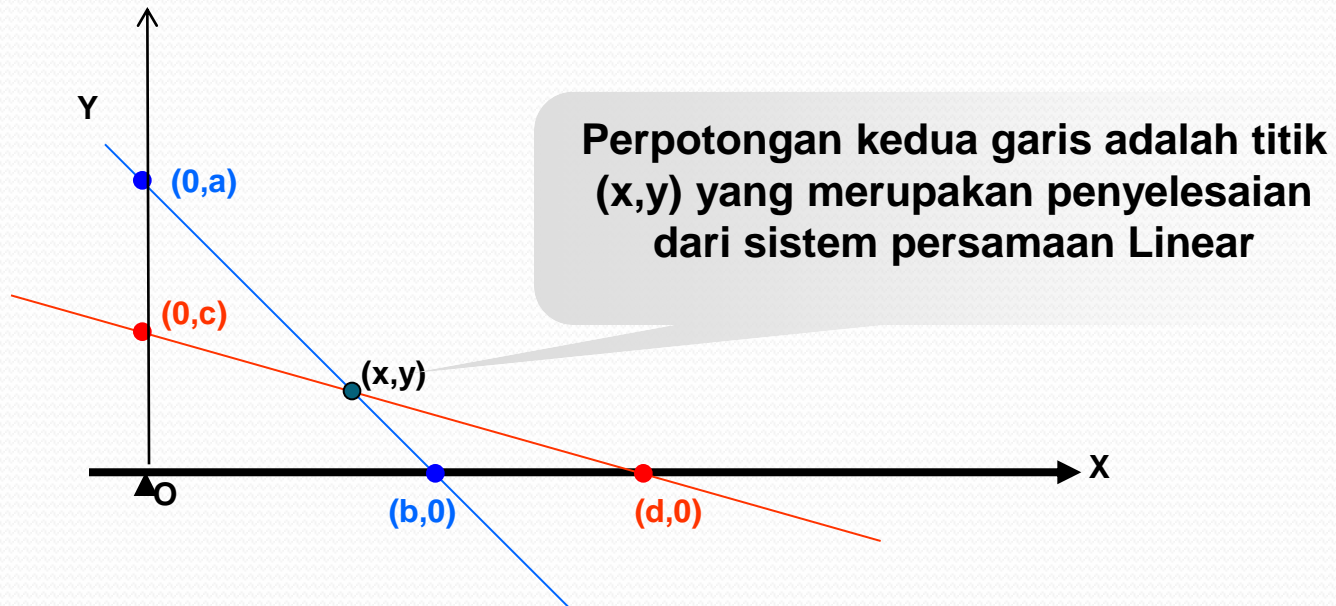 Y
Perpotongan kedua garis adalah titik
(x,y) yang merupakan penyelesaian
dari sistem persamaan Linear
(0,a)
(0,c)
(x,y)
X
O
(b,0)
(d,0)